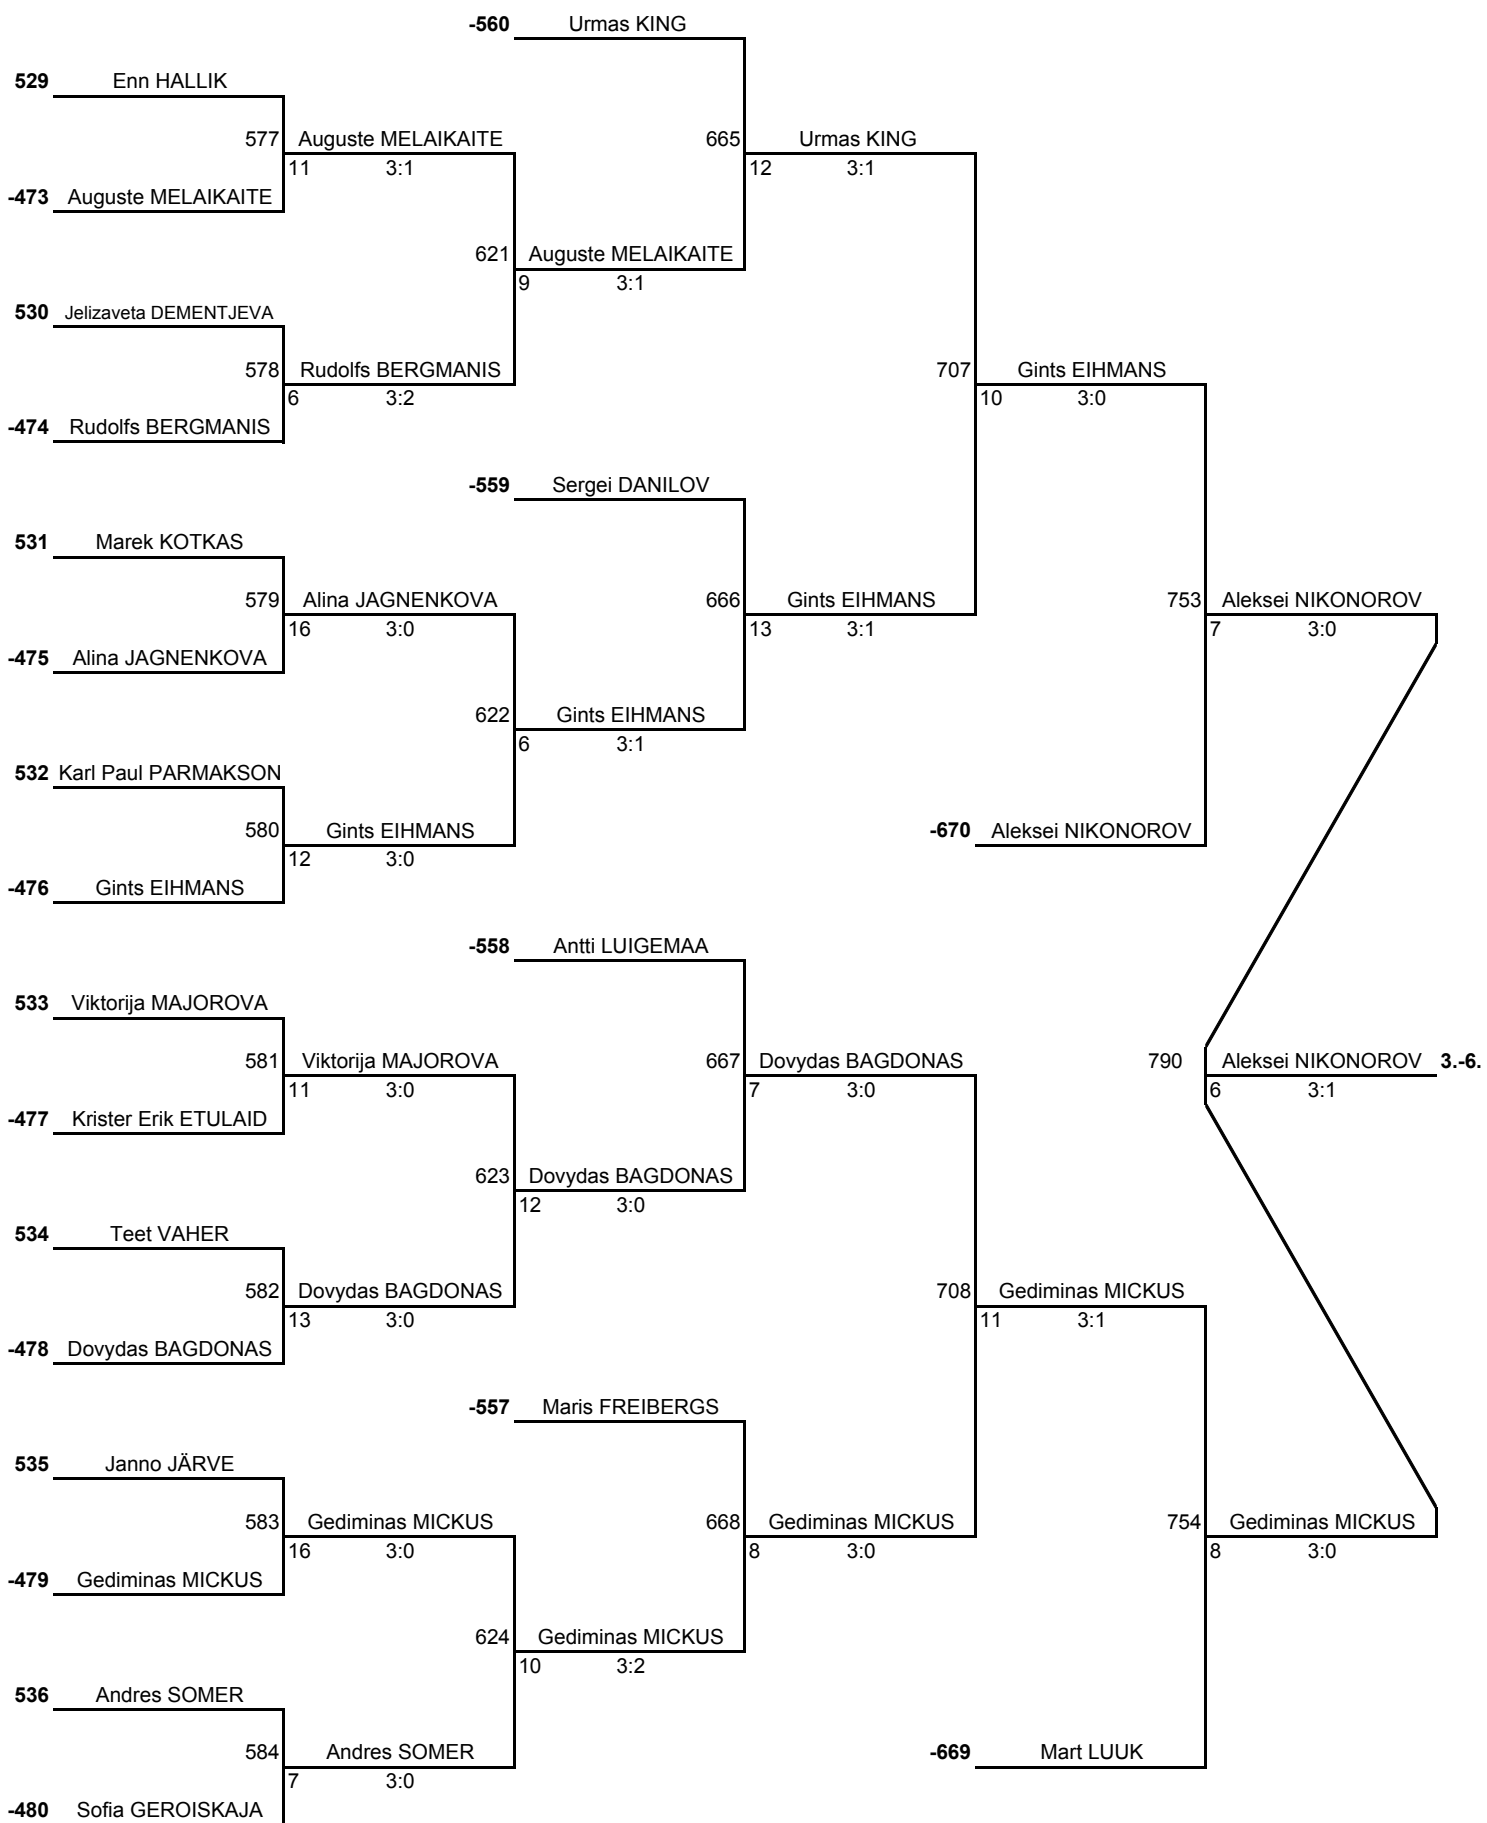 -560 Urmas KING
529 Enn HALLIK
577 Auguste MELAIKAITE 665 Urmas KING
11 3:1 12 3:1
-473 Auguste MELAIKAITE
621 Auguste MELAIKAITE
9 3:1
530 Jelizaveta DEMENTJEVA
578 Rudolfs BERGMANIS 707 Gints EIHMANS
6 3:2 10 3:0
-474 Rudolfs BERGMANIS
-559 Sergei DANILOV
531 Marek KOTKAS
579 Alina JAGNENKOVA 666 Gints EIHMANS 753 Aleksei NIKONOROV
16 3:0 13 3:1 7 3:0
-475 Alina JAGNENKOVA
622 Gints EIHMANS
6 3:1
532 Karl Paul PARMAKSON
580 Gints EIHMANS -670 Aleksei NIKONOROV
12 3:0
-476 Gints EIHMANS
-558 Antti LUIGEMAA
533 Viktorija MAJOROVA
581 Viktorija MAJOROVA 667 Dovydas BAGDONAS 790 Aleksei NIKONOROV 3.-6.
11 3:0 7 3:0 6 3:1
-477 Krister Erik ETULAID
623 Dovydas BAGDONAS
12 3:0
534 Teet VAHER
582 Dovydas BAGDONAS 708 Gediminas MICKUS
13 3:0 11 3:1
-478 Dovydas BAGDONAS
-557 Maris FREIBERGS
535 Janno JÄRVE
583 Gediminas MICKUS 668 Gediminas MICKUS 754 Gediminas MICKUS
16 3:0 8 3:0 8 3:0
-479 Gediminas MICKUS
624 Gediminas MICKUS
10 3:2
536 Andres SOMER
584 Andres SOMER -669 Mart LUUK
7 3:0
-480 Sofia GEROISKAJA